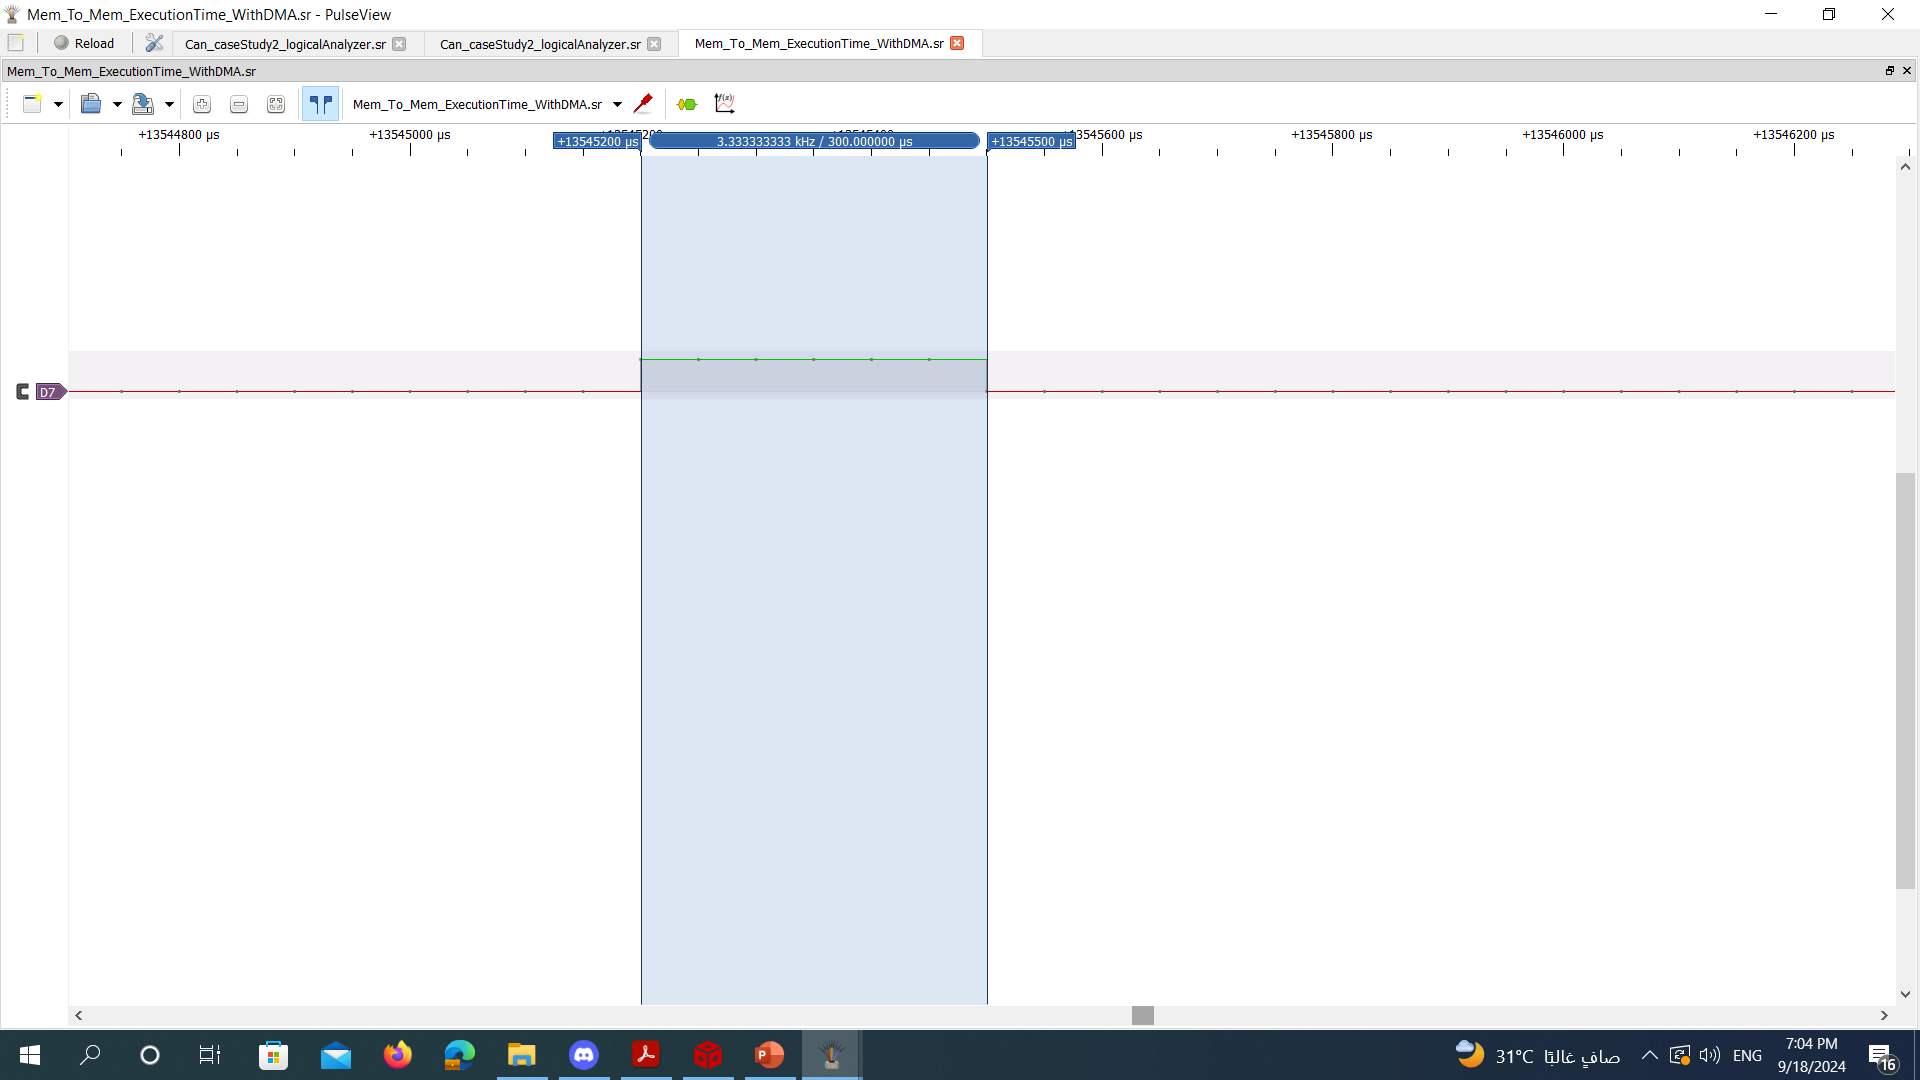 Mem_To_Mem_ExecutionTime_WithDMA.sr - PulseView
Reload
Can_caseStudy2_logicalAnalyzer.sr
Can_caseStudy2_logicalAnalyzer.sr
Mem_To_Mem_ExecutionTime_WithDMA.sr
Mem_To_Mem_ExecutionTime_WithDMA.sr
Mem_To_Mem_ExecutionTime_WithDMA.sr
+13544800 µs
+13545000 µs
+13545600 µs
+13545800 µs
+13546000 µs
+13546200 µs
+13545200 µs
3.333333333 kHz / 300.000000 µs
+13545500 µs
D7
31°C
صافٍ غالبًا
ENG
7:04 PM
9/18/2024
16